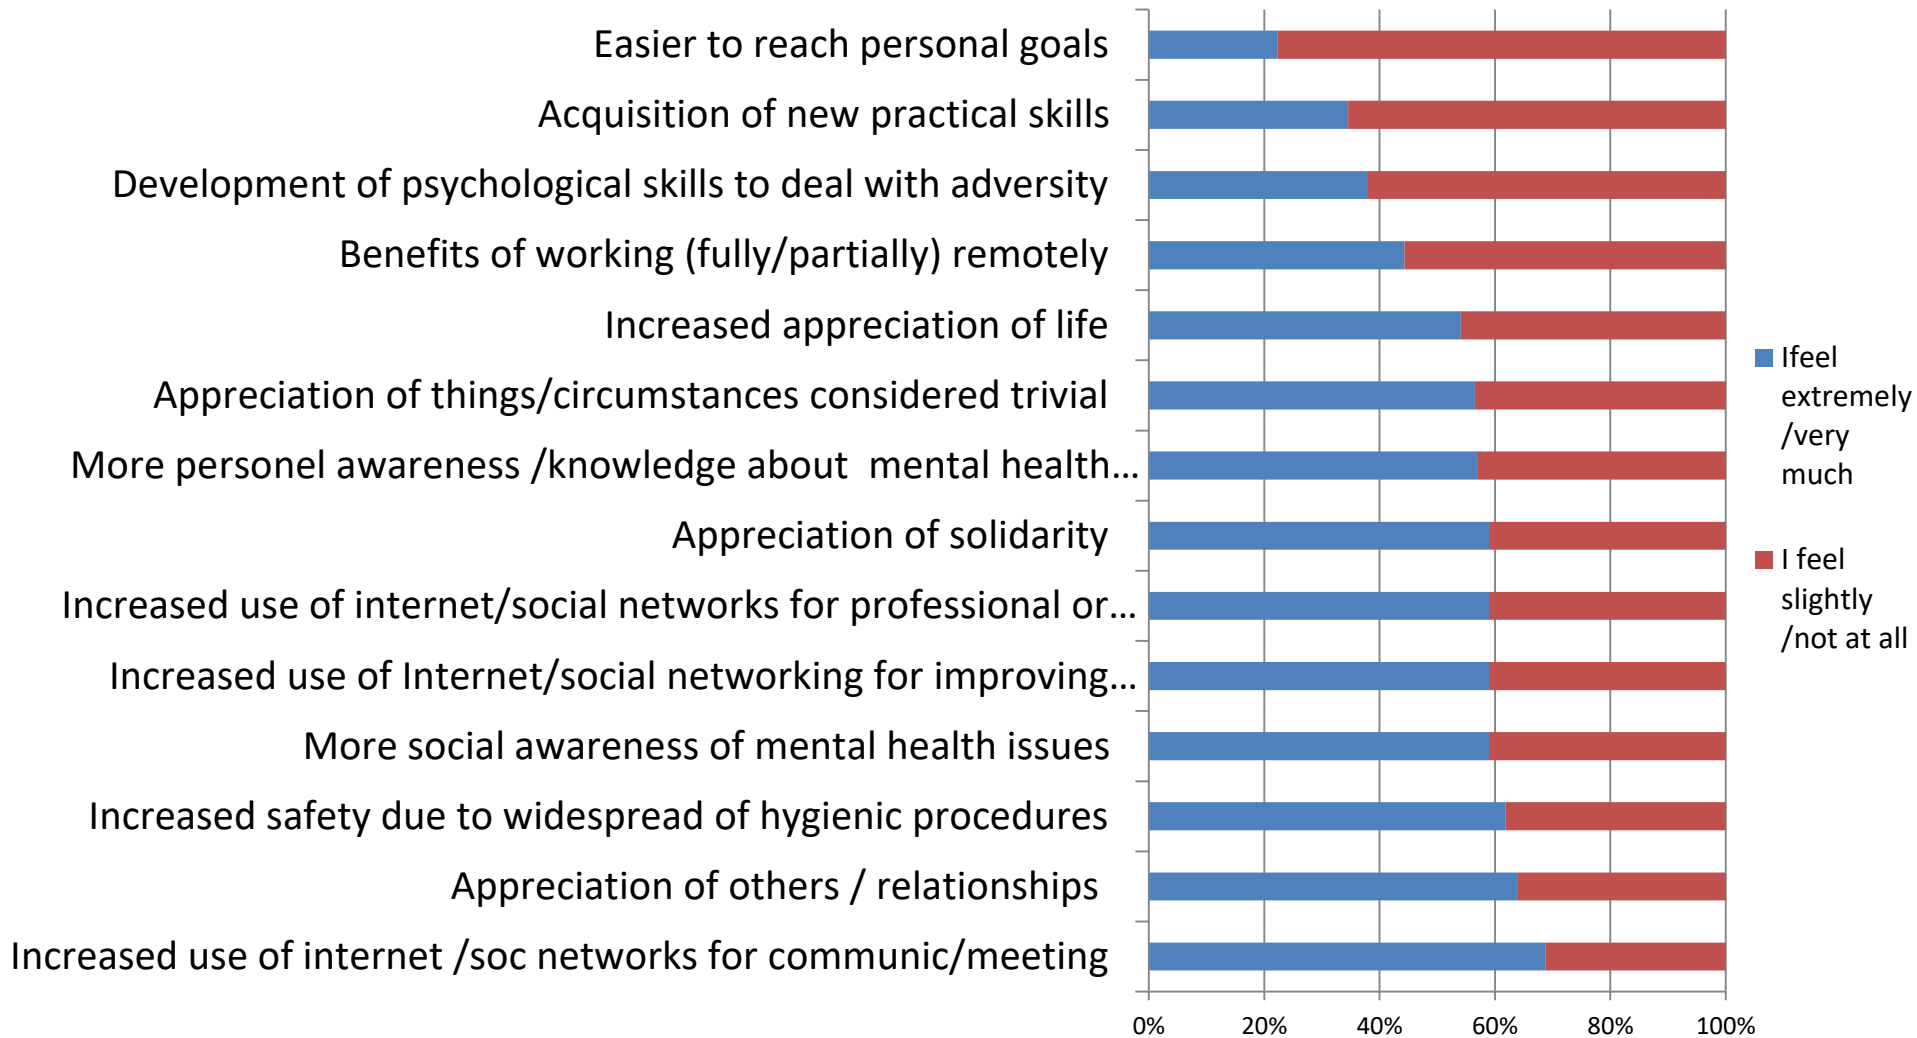 Easier to reach personal goals
Acquisition of new practical skills
Development of psychological skills to deal with adversity
Benefits of working (fully/partially) remotely
Increased appreciation of life
Appreciation of things/circumstances considered trivial
More personel awareness /knowledge about  mental health...
Appreciation of solidarity
Increased use of internet/social networks for professional or...
Increased use of Internet/social networking for improving...
More social awareness of mental health issues
Increased safety due to widespread of hygienic procedures
Appreciation of others / relationships
Increased use of internet /soc networks for communic/meeting
0% 20% 40% 60% 80% 100%
Ifeel
extremely
/very
much
I feel
slightly
/not at all